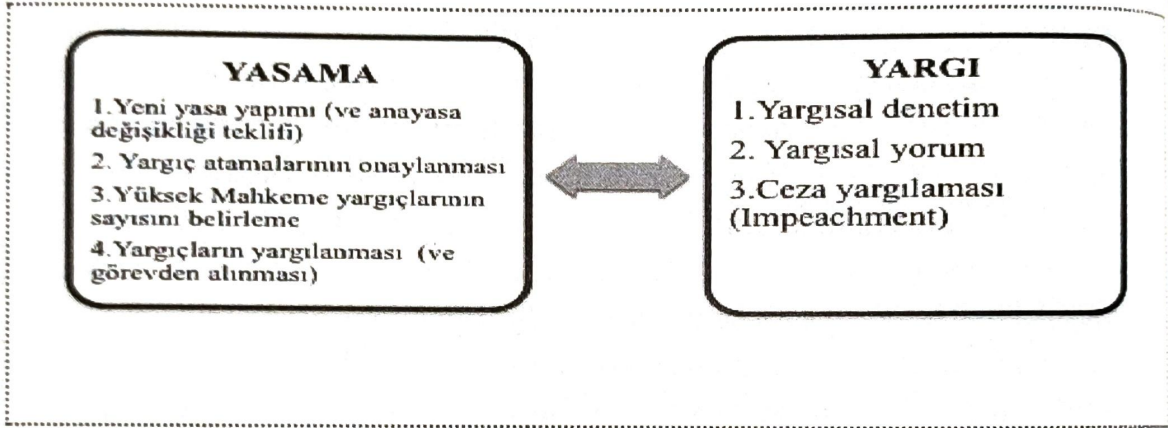 YASAMA
1.Yeni yasa yapımı (ve anayasa
değişikliği teklifi)
2. Yargıç atamalarının onaylanması
3.Yüksek Mahkeme yargıçlarının
sayısını belirleme
4.Yargıçların yargılanması (ve
görevden alınması)
YARGI
1.Yargısal denetim
2. Yargısal yorum
3.Ceza yargılaması
(Impeachment)